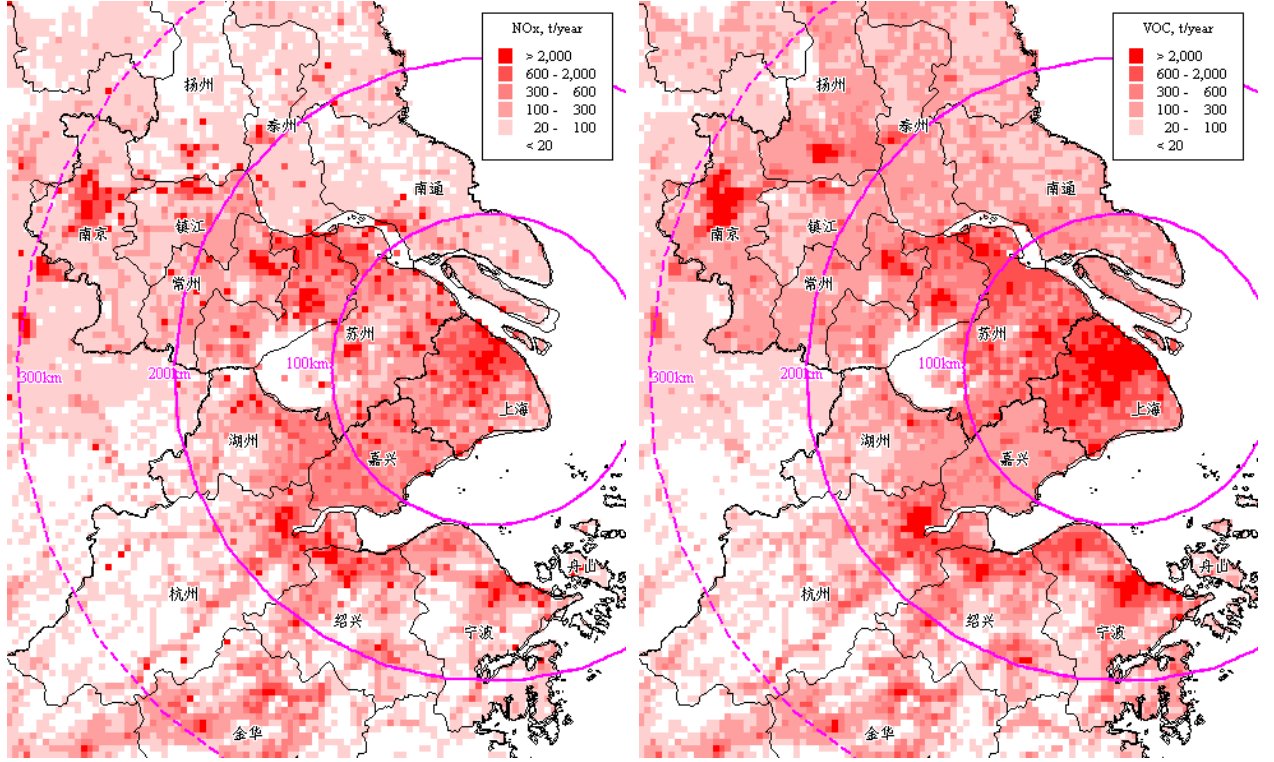 NOx, t/year
> 2,000
600 - 2,000
300 - 600
100 - 300
20 - 100
< 20
扬州
泰州
南通
南京
镇江
常州
苏州
100km
200km
300km
上海
湖州
嘉兴
舟山
杭州
绍兴
宁波
金华
VOC, t/year
> 2,000
600 - 2,000
300 - 600
100 - 300
20 - 100
< 20
扬州
泰州
南通
南京
镇江
常州
苏州
100km
200km
300km
上海
湖州
嘉兴
舟山
杭州
绍兴
宁波
金华